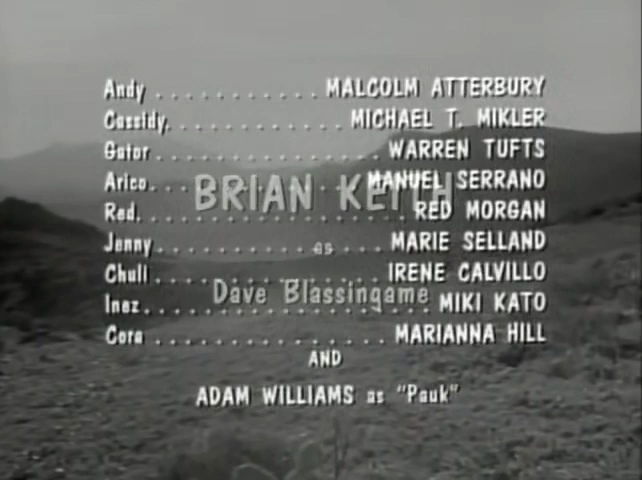 Andy . . . . . . . . . . . MALCOLM ATTERBURY
Cassidy. . . . . . . . . . . . MICHAEL T. MIKLER
Gator . . . . . . . . . . . . . . . WARREN TUFTS
Arico. . . . . . . . . . . . . . . MANUEL SERRANO
BRIAN KEITH
Red. . . . . . . . . . . . . . . . . . RED MORGAN
Jenny. . . . . . . . . . . . . . . MARIE SELLAND
as
Chuli . . . . . . . . . . . . . . . IRENE CALVILLO
Dave Blassingame
Inez. . . . . . . . . . . . . . . . . . . MIKI KATO
Cora . . . . . . . . . . . . . . . MARIANNA HILL
AND
ADAM WILLIAMS as "Pauk"